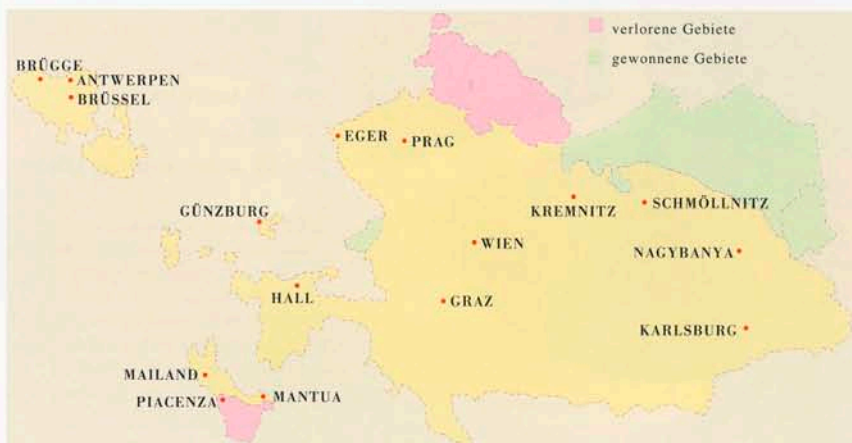 verlorene Gebiete
gewonnene Gebiete
BRÜGGE
ANTWERPEN
BRÜSSEL
EGER
PRAG
GÜNZBURG
KREMNITZ
SCHMÖLLNITZ
WIEN
NAGYBANYA
HALL
GRAZ
KARLSBURG
MAILAND
PIACENZA
MANTUA